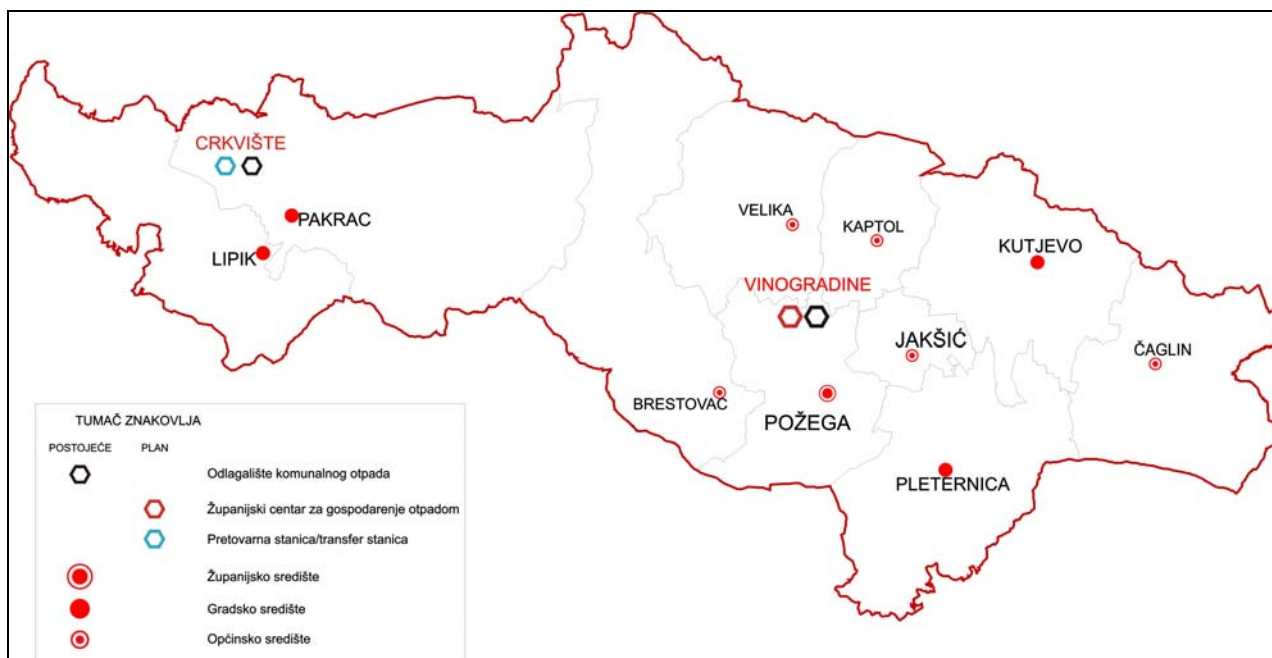 CRKVIŠTE
PAKRAC
LIPIK
VELIKA
KAPTOL
KUTJEVO
VINOGRADINE
JAKŠIĆ
ČAGLIN
BRESTOVAC
POŽEGA
PLETERNICA
TUMAČ ZNAKOVLJA
POSTOJEĆE PLAN
Odlagalište komunalnog otpada
Županijski centar za gospodarenje otpadom
Pretovarna stanica/transfer stanica
Županijsko središte
Gradsko središte
Općinsko središte